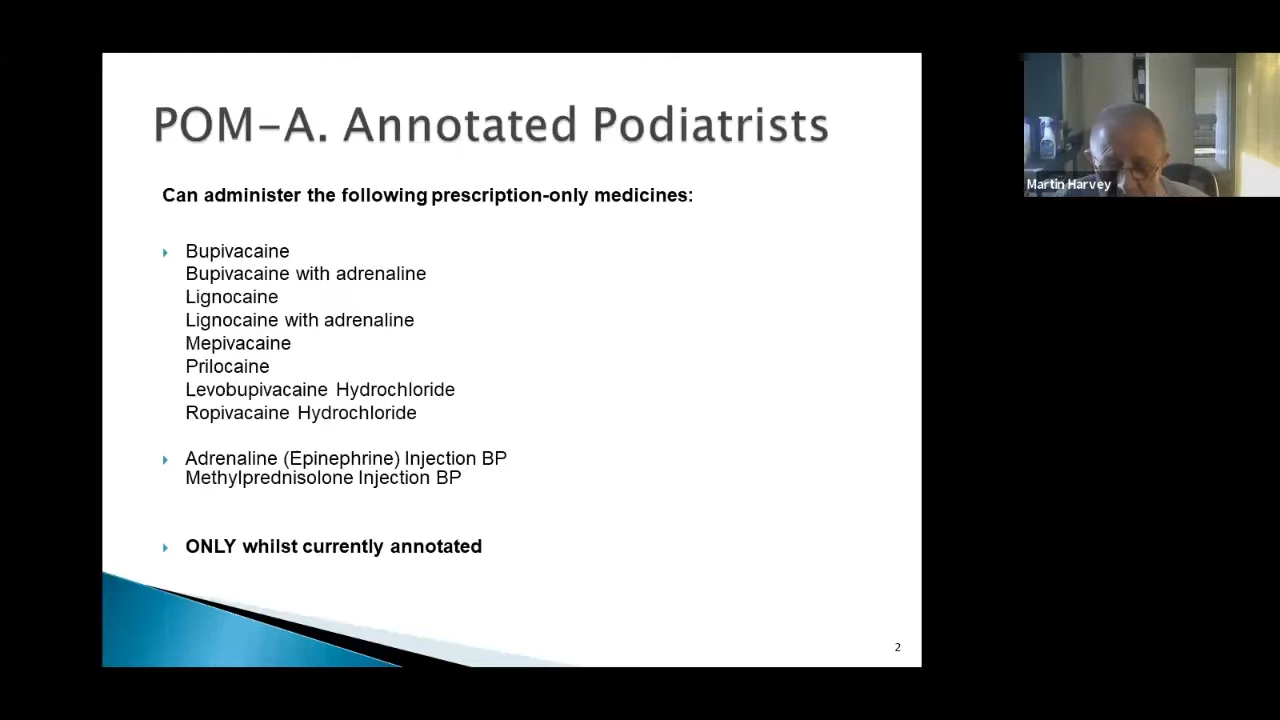 POM-A. Annotated Podiatrists
Can administer the following prescription-only medicines:
Bupivacaine
Bupivacaine with adrenaline
Lignocaine
Lignocaine with adrenaline
Mepivacaine
Prilocaine
Levobupivacaine Hydrochloride
Ropivacaine Hydrochloride
Adrenaline (Epinephrine) Injection BP
Methylprednisolone Injection BP
ONLY whilst currently annotated
2
Martin Harvey